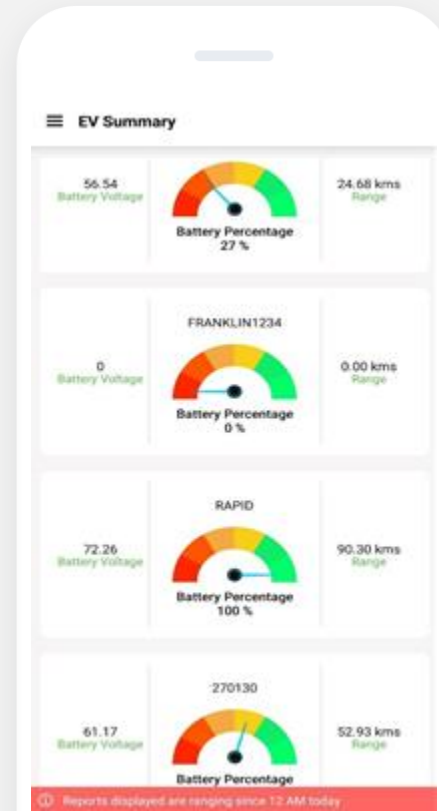 EV Summary
56.54
Battery Voltage
Battery Percentage
27 %
24.68 kms
Range
FRANKLIN1234
0
Battery Voltage
Battery Percentage
0 %
0.00 kms
Range
RAPID
72.26
Battery Voltage
Battery Percentage
100 %
90.30 kms
Range
270130
61.17
Battery Voltage
Battery Percentage
52.93 kms
Range
Reports displayed are ranging since 12 AM today